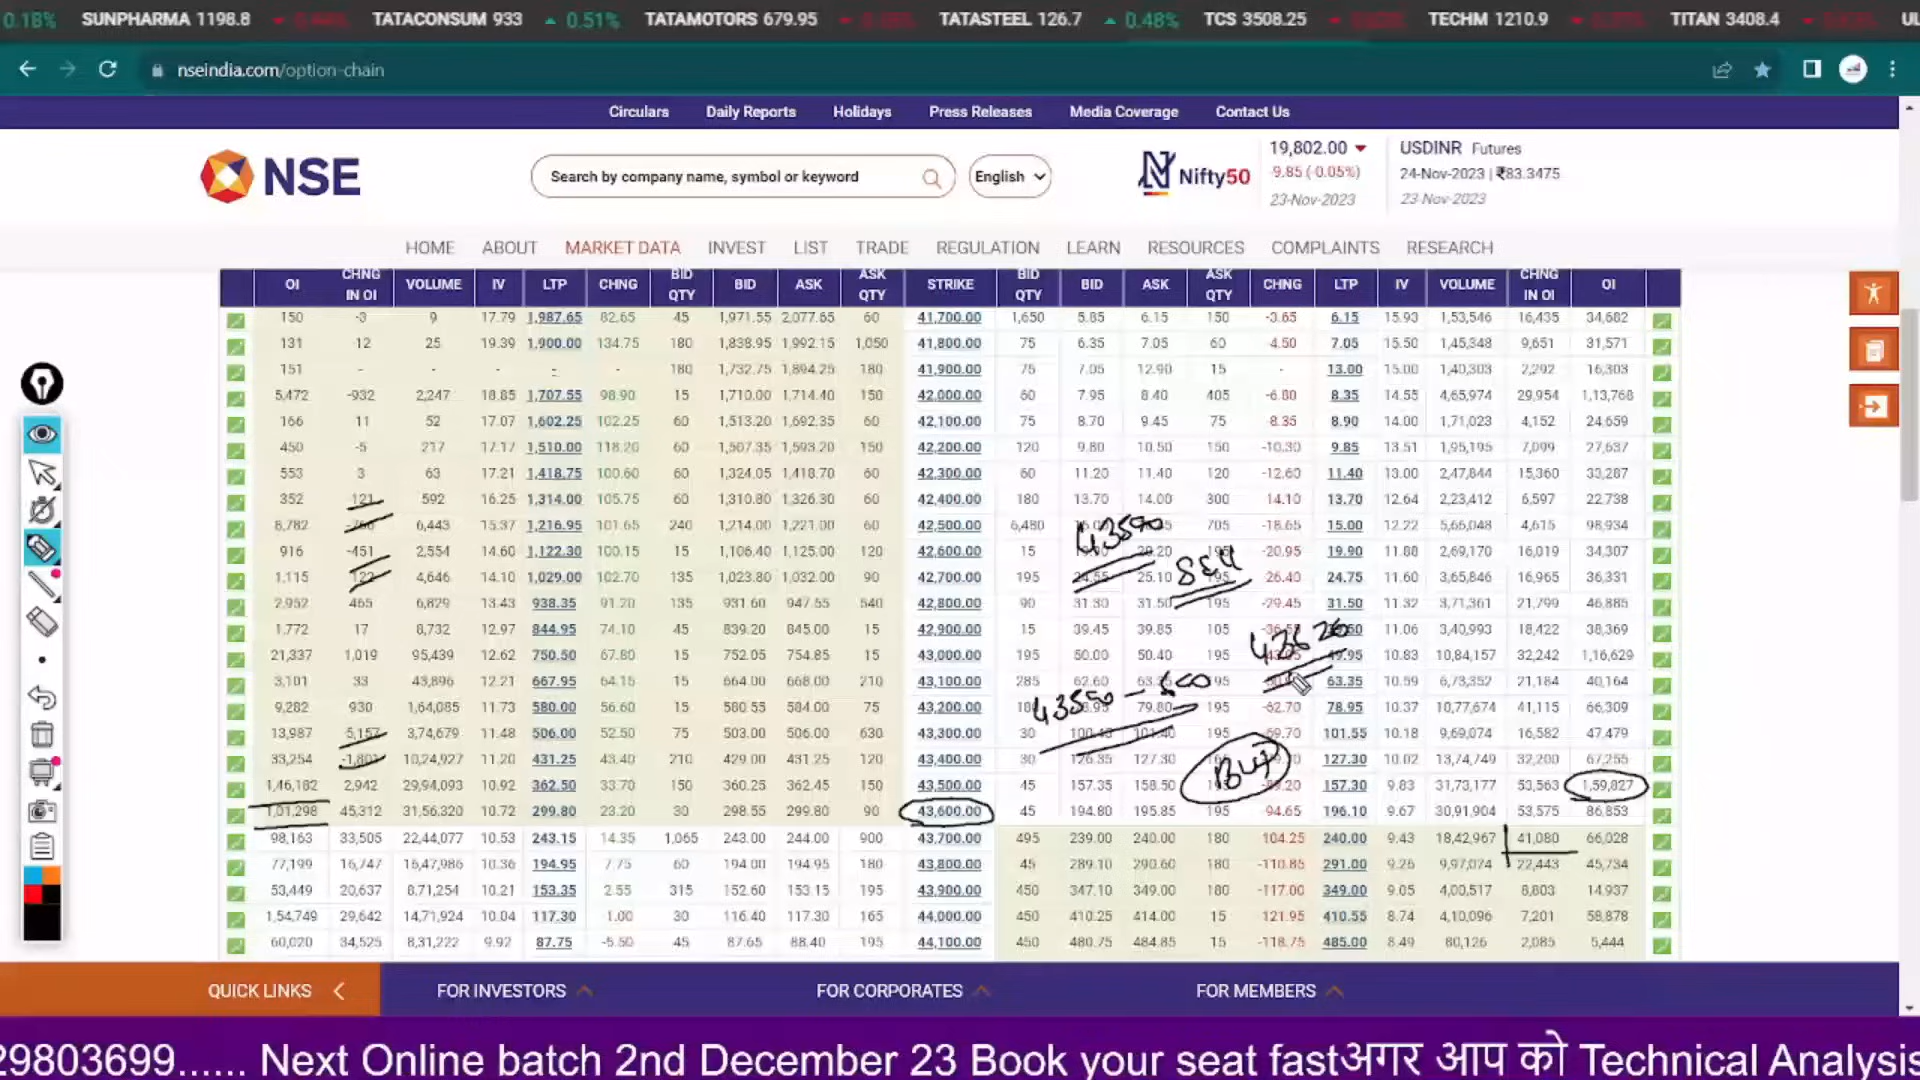 0.18% SUNPHARMA 1198.8 TATACONSUM 933 0.51% TATAMOTORS 679.95 TATASTEEL 126.7 0.48% TCS 3508.25 TECHM 1210.9 TITAN 3408.4 UL
nseindia.com/option-chain
Circulars Daily Reports Holidays Press Releases Media Coverage Contact Us
NSE Search by company name, symbol or keyword English Nifty50
19,802.00 USDINR Futures
-9.85 (-0.05%) 24-Nov-2023 | ₹83.3475
23-Nov-2023 23-Nov-2023
HOME ABOUT MARKET DATA INVEST LIST TRADE REGULATION LEARN RESOURCES COMPLAINTS RESEARCH
OI CHNG IN OI VOLUME IV LTP CHNG BID QTY BID ASK ASK QTY STRIKE BID QTY BID ASK ASK QTY CHNG LTP IV VOLUME CHNG IN OI OI
150 -3 9 17.79 1,987.65 82.65 45 1,971.55 2,077.65 60 41,700.00 1,650 5.85 6.15 150 -3.65 6.15 15.93 1,53,546 16,435 34,682
131 12 25 19.39 1,900.00 134.75 180 1,838.95 1,992.15 1,050 41,800.00 75 6.35 7.05 60 4.50 7.05 15.50 1,45,348 9,651 31,571
151 - - - - - 180 1,732.75 1,894.25 180 41,900.00 75 7.05 12.90 15 - 13.00 15.00 1,40,303 2,292 16,303
5,472 -932 2,247 18.85 1,707.55 98.90 15 1,710.00 1,714.40 150 42,000.00 60 7.95 8.40 405 -6.80 8.35 14.55 4,65,974 29,954 1,13,768
166 11 52 17.07 1,602.25 102.25 60 1,513.20 1,692.35 60 42,100.00 75 8.70 9.45 75 8.35 8.90 14.00 1,71,023 4,152 24,659
450 -5 217 17.17 1,510.00 118.20 60 1,507.35 1,593.20 150 42,200.00 120 9.80 10.50 150 -10.30 9.85 13.51 1,95,195 7,099 27,637
553 3 63 17.21 1,418.75 100.60 60 1,324.05 1,418.70 60 42,300.00 60 11.20 11.40 120 -12.60 11.40 13.00 2,47,844 15,360 33,287
352 121 592 16.25 1,314.00 105.75 60 1,310.80 1,326.30 60 42,400.00 180 13.70 14.00 300 14.10 13.70 12.64 2,23,412 6,597 22,738
8,782 6,443 15.37 1,216.95 101.65 240 1,214.00 1,221.00 60 42,500.00 6,480 43590 705 -18.65 15.00 12.22 5,65,048 4,615 98,934
916 -451 2,554 14.60 1,122.30 100.15 15 1,106.40 1,125.00 120 42,600.00 15 195 -20.95 19.90 11.88 2,69,170 16,019 34,307
1,115 122 4,646 14.10 1,029.00 102.70 135 1,023.80 1,032.00 90 42,700.00 195 24.55 25.10 Sell 195 26.40 24.75 11.60 3,65,846 16,965 36,331
2,952 465 6,829 13.43 938.35 91.20 135 931.60 947.55 540 42,800.00 90 31.30 31.50 195 -29.45 31.50 11.32 3,71,361 21,799 46,885
1,772 17 8,732 12.97 844.95 74.10 45 839.20 845.00 15 42,900.00 15 39.45 39.85 105 43620 11.06 3,40,993 18,422 38,369
21,337 1,019 95,439 12.62 750.50 67.80 15 752.05 754.85 15 43,000.00 195 50.00 50.40 195 49.95 10.83 10,84,157 32,242 1,16,629
3,101 33 43,896 12.21 667.95 64.15 15 664.00 668.00 210 43,100.00 285 62.60 195 63.35 10.59 6,73,352 21,184 40,164
9,282 930 1,64,085 11.73 580.00 56.60 15 580.55 584.00 75 43,200.00 43550 - 500 79.80 195 -62.70 78.95 10.37 10,77,674 41,115 66,309
13,987 5,157 3,74,679 11.48 506.00 52.50 75 503.00 506.00 630 43,300.00 30 195 101.55 10.18 9,69,074 16,582 47,479
33,254 10,24,927 11.20 431.25 43.40 210 429.00 431.25 120 43,400.00 30 126.35 127.30 BUY 127.30 10.02 13,74,749 32,200 67,255
1,46,182 2,942 29,94,093 10.92 362.50 33.70 150 360.25 362.45 150 43,500.00 45 157.35 158.50 157.30 9.83 31,73,177 53,563 1,59,827
1,01,298 45,312 31,56,320 10.72 299.80 23.20 30 298.55 299.80 90 43,600.00 45 194.80 195.85 195 94.65 196.10 9.67 30,91,904 53,575 86,853
98,163 33,505 22,44,077 10.53 243.15 14.35 1,065 243.00 244.00 900 43,700.00 495 239.00 240.00 180 104.25 240.00 9.43 18,42,967 41,080 66,028
77,199 16,747 16,47,986 10.36 194.95 7.75 60 194.00 194.95 180 43,800.00 45 289.10 290.60 180 -110.85 291.00 9.26 9,97,074 22,443 45,734
53,449 20,637 8,71,254 10.21 153.35 2.55 315 152.60 153.15 195 43,900.00 450 347.10 349.00 180 -117.00 349.00 9.05 4,00,517 8,803 14,937
1,54,749 29,642 14,71,924 10.04 117.30 -1.00 30 116.40 117.30 165 44,000.00 450 410.25 414.00 15 121.95 410.55 8.74 4,10,096 7,201 58,878
60,020 34,525 8,31,222 9.92 87.75 -5.50 45 87.65 88.40 195 44,100.00 450 480.75 484.85 15 -118.75 485.00 8.49 80,126 2,085 5,444
QUICK LINKS FOR INVESTORS FOR CORPORATES FOR MEMBERS
29803699...... Next Online batch 2nd December 23 Book your seat fastअगर आप को Technical Analysis